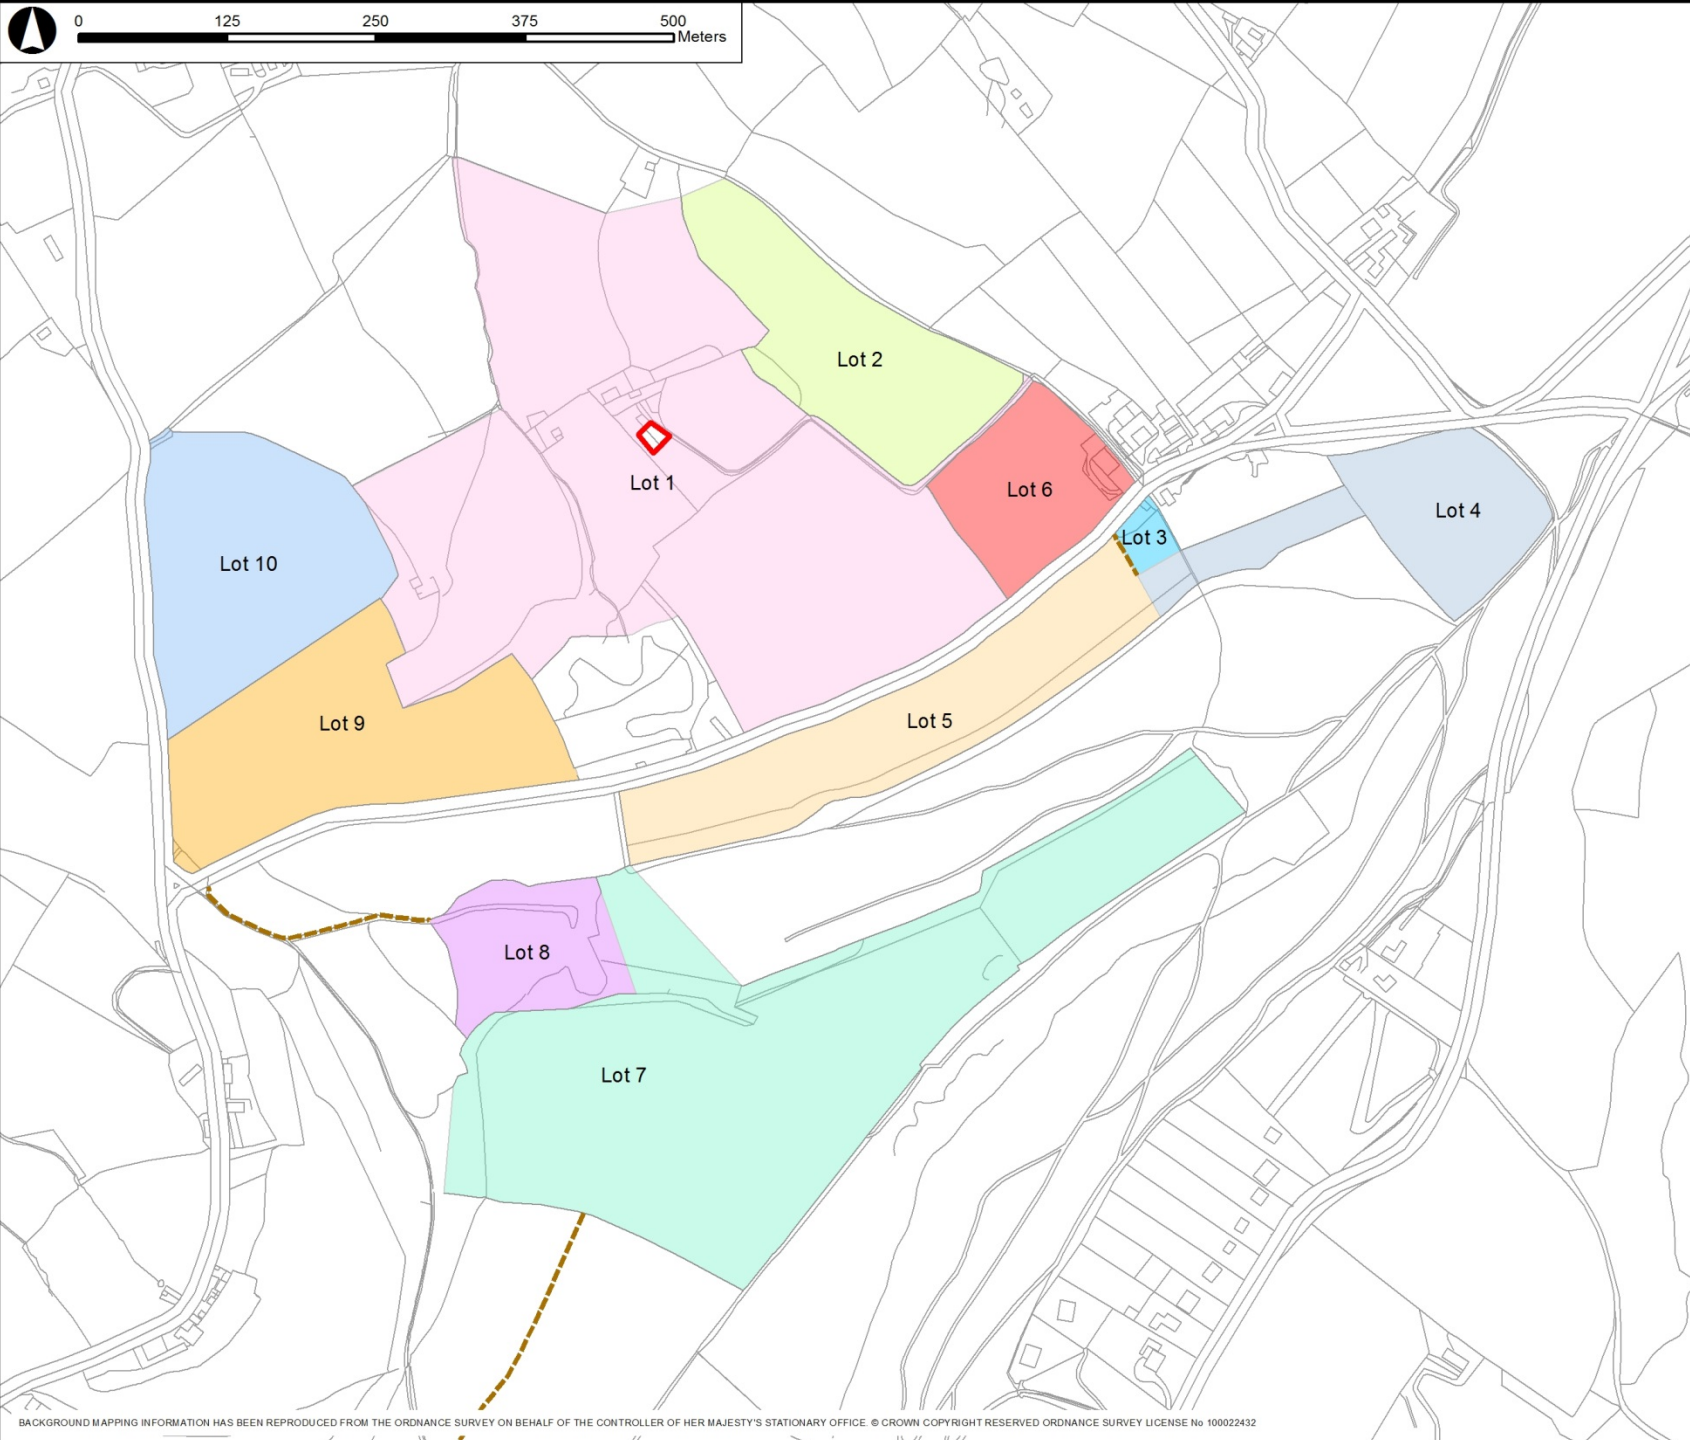 0 125 250 375 500
Meters
Lot 2
Lot 1
Lot 6
Lot 4
Lot 3
Lot 10
Lot 5
Lot 9
Lot 8
Lot 7
BACKGROUND MAPPING INFORMATION HAS BEEN REPRODUCED FROM THE ORDNANCE SURVEY ON BEHALF OF THE CONTROLLER OF HER MAJESTY'S STATIONARY OFFICE. © CROWN COPYRIGHT RESERVED ORDNANCE SURVEY LICENSE No 100022432